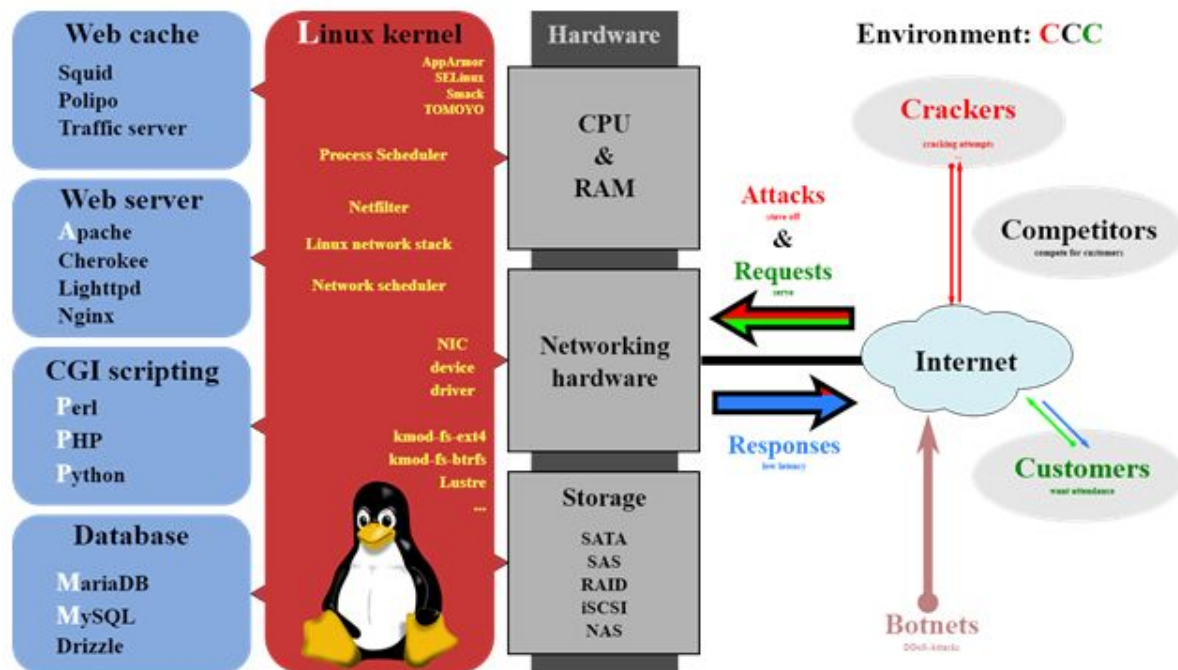 Web cache
Squid
Polipo
Traffic server
Web server
Apache
Cherokee
Lighttpd
Nginx
CGI scripting
Perl
PHP
Python
Database
MariaDB
MySQL
Drizzle
Linux kernel
AppArmor
SELinux
Smack
TOMOYO
Process Scheduler
Netfilter
Linux network stack
Network scheduler
NIC
device
driver
kmod-fs-ext4
kmod-fs-btrfs
Lustre
...
Hardware
CPU
&
RAM
Networking
hardware
Storage
SATA
SAS
RAID
iSCSI
NAS
Environment: CCC
Crackers
cracking attempts
...
Competitors
compete for customers
Attacks
stave off
&
Requests
serve
Internet
Responses
low latency
Customers
want attendance
Botnets
DDoS-Attacks